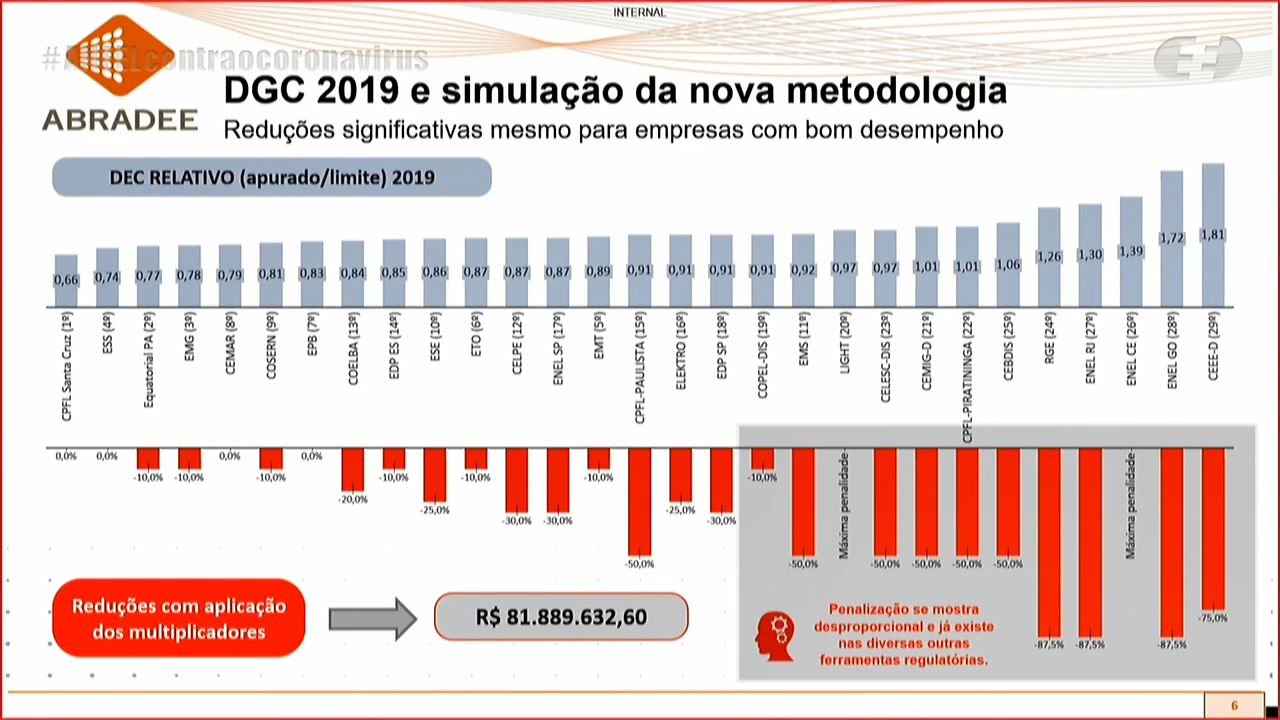 INTERNAL
#ANEELcontraocoronavirus
ABRADEE
DGC 2019 e simulação da nova metodologia
Reduções significativas mesmo para empresas com bom desempenho
DEC RELATIVO (apurado/limite) 2019
0,66 0,74 0,77 0,78 0,79 0,81 0,83 0,84 0,85 0,86 0,87 0,87 0,87 0,89 0,91 0,91 0,91 0,91 0,92 0,97 0,97 1,01 1,01 1,06 1,26 1,30 1,39 1,72 1,81
CPFL Santa Cruz (1º)
ESS (4º)
Equatorial PA (2º)
EMG (3º)
CEMAR (8º)
COSERN (9º)
EPB (7º)
COELBA (13º)
EDP ES (14º)
ESE (10º)
ETO (6º)
CELPE (12º)
ENEL SP (17º)
EMT (5º)
CPFL-PAULISTA (15º)
ELEKTRO (16º)
EDP SP (18º)
COPEL-DIS (19º)
EMS (11º)
LIGHT (20º)
CELESC-DIS (23º)
CEMIG-D (21º)
CPFL-PIRATININGA (22º)
CEBDIS (25º)
RGE (24º)
ENEL RJ (27º)
ENEL CE (26º)
ENEL GO (28º)
CEEE-D (29º)
0,0% 0,0% -10,0% -10,0% 0,0% -10,0% 0,0% -20,0% -10,0% -25,0% -10,0% -30,0% -30,0% -10,0% -50,0% -25,0% -30,0% -10,0% -50,0% Máxima penalidade- -50,0% -50,0% -50,0% -50,0% -87,5% -87,5% Máxima penalidade- -87,5% -75,0%
Reduções com aplicação
dos multiplicadores
R$ 81.889.632,60
Penalização se mostra
desproporcional e já existe
nas diversas outras
ferramentas regulatórias.
6